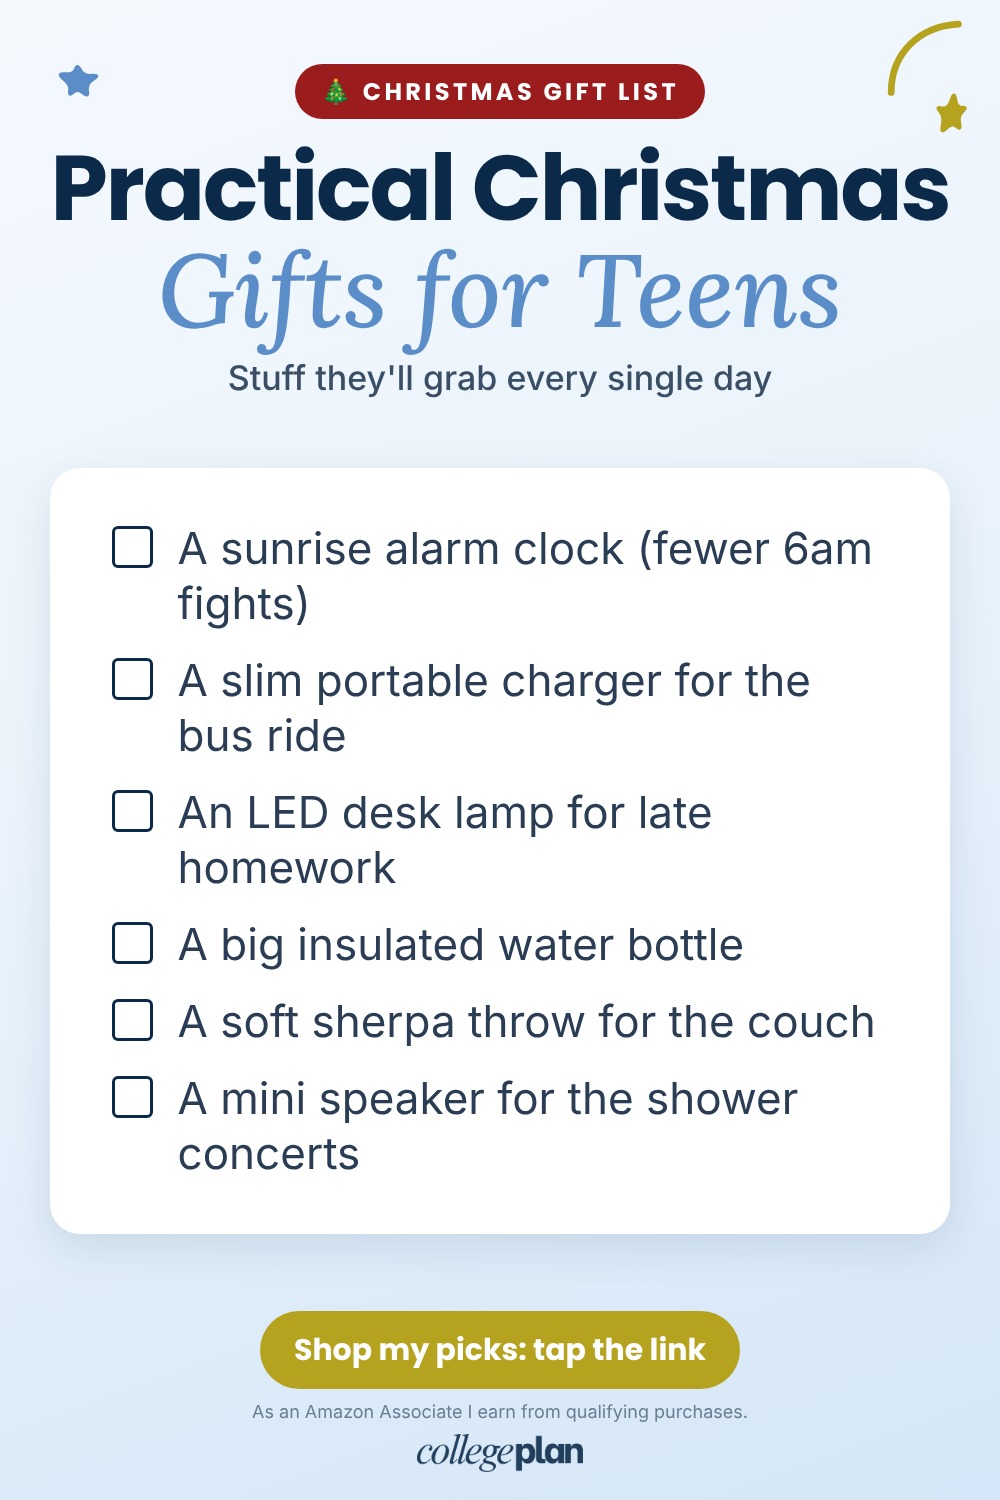 🎄 CHRISTMAS GIFT LIST
Practical Christmas
Gifts for Teens
Stuff they'll grab every single day
A sunrise alarm clock (fewer 6am
fights)
A slim portable charger for the
bus ride
An LED desk lamp for late
homework
A big insulated water bottle
A soft sherpa throw for the couch
A mini speaker for the shower
concerts
Shop my picks: tap the link
As an Amazon Associate I earn from qualifying purchases.
collegeplan